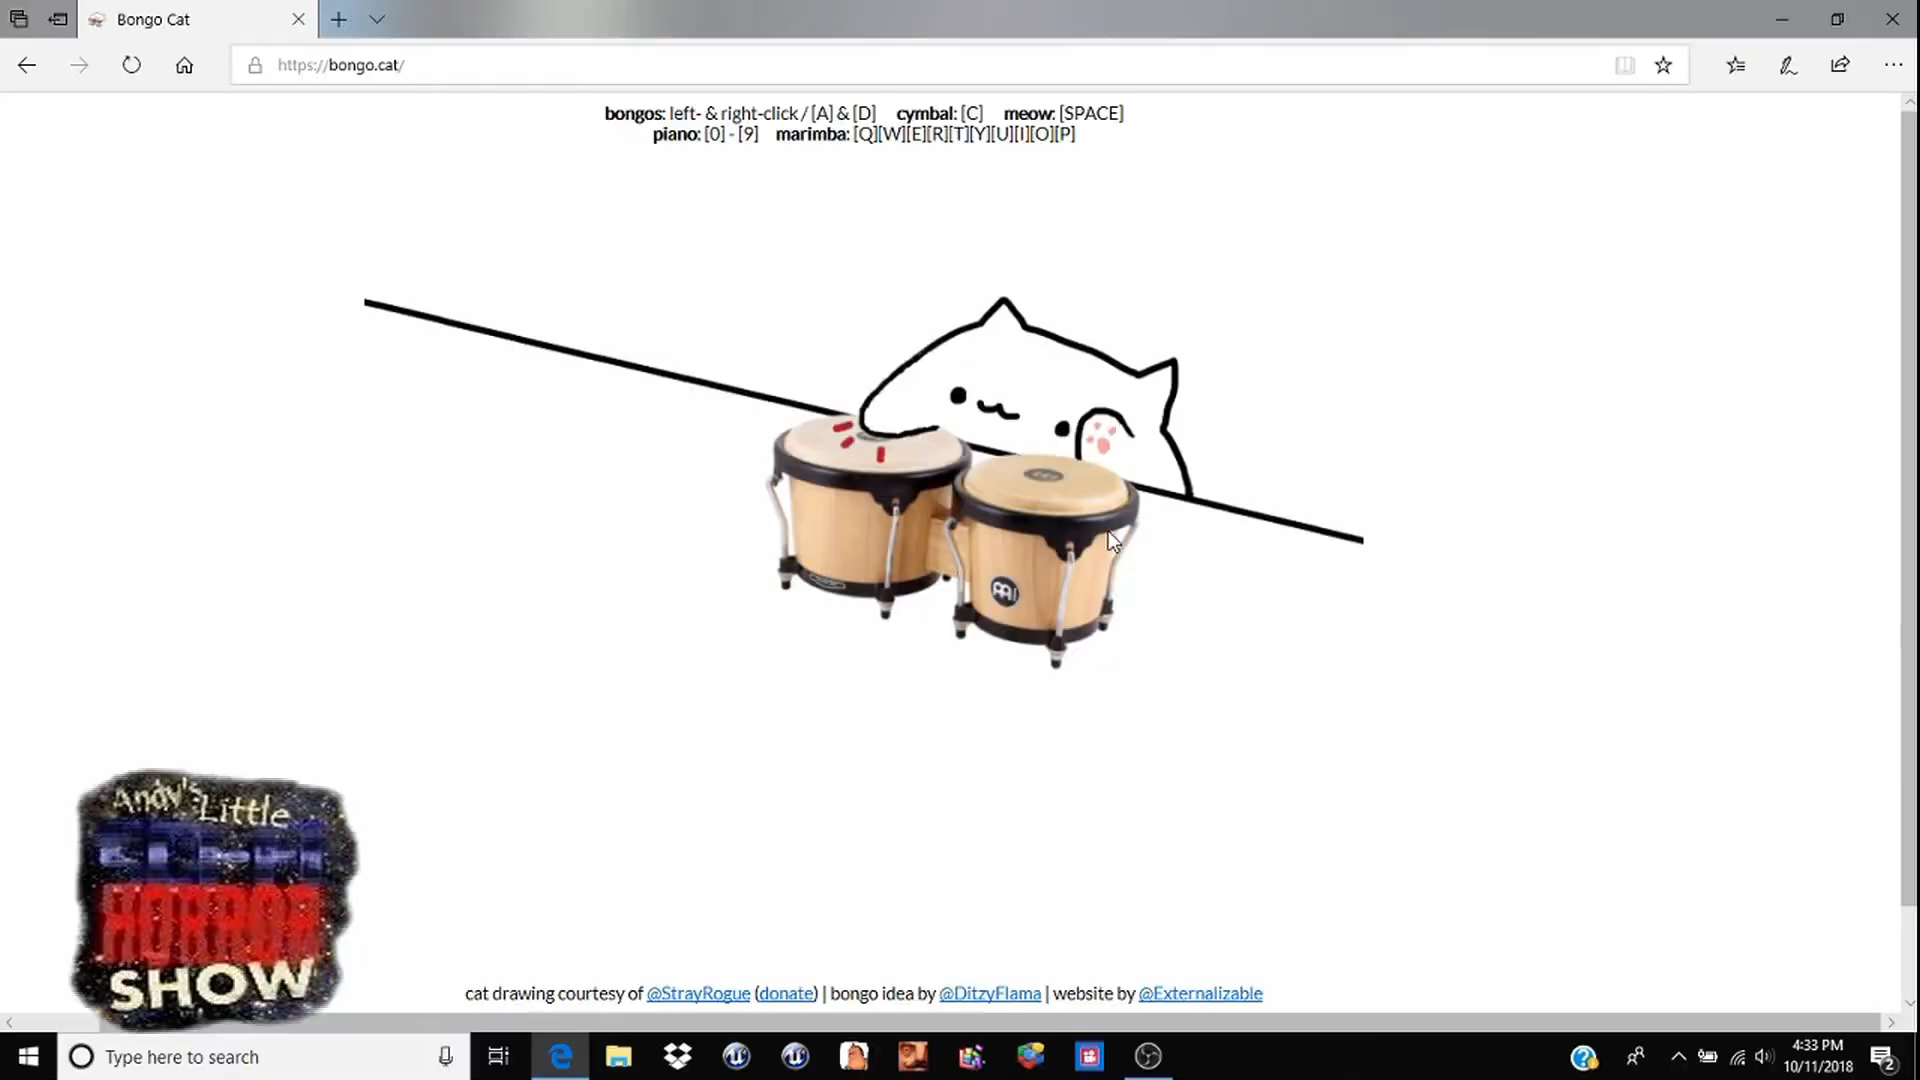 Bongo Cat
https://bongo.cat/
bongos: left- & right-click / [A] & [D] cymbal: [C] meow: [SPACE]
piano: [0] - [9] marimba: [Q][W][E][R][T][Y][U][I][O][P]
Andy's Little
HORROR
SHOW
cat drawing courtesy of @StrayRogue (donate) | bongo idea by @DitzyFlama | website by @Externalizable
Type here to search
4:33 PM
10/11/2018
2